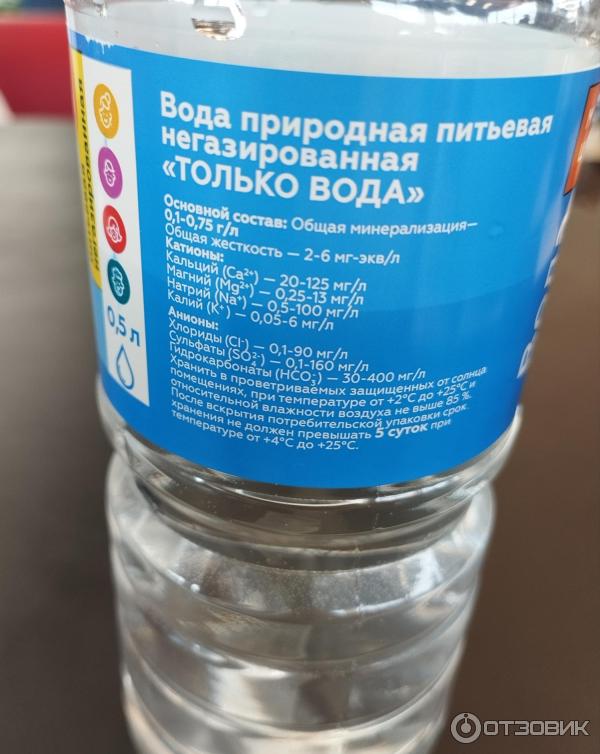 Вода природная питьевая
негазированная
«ТОЛЬКО ВОДА»
Основной состав: Общая минерализация—
0,1-0,75 г/л
Общая жесткость — 2-6 мг-экв/л
Катионы:
Кальций (Ca²⁺) — 20-125 мг/л
Магний (Mg²⁺) — 0,25-13 мг/л
Натрий (Na⁺) — 0,5-100 мг/л
Калий (K⁺) — 0,05-6 мг/л
Анионы:
Хлориды (Cl⁻) — 0,1-90 мг/л
Сульфаты (SO²⁻) — 0,1-160 мг/л
Гидрокарбонаты (HCO₃⁻) — 30-400 мг/л
Хранить в проветриваемых защищенных от солнца
помещениях, при температуре от +2°C до +25°C и
относительной влажности воздуха не выше 85 %.
После вскрытия потребительской упаковки срок
хранения не должен превышать 5 суток при
температуре от +4°C до +25°C.
0,5 л
ОТЗОВИК